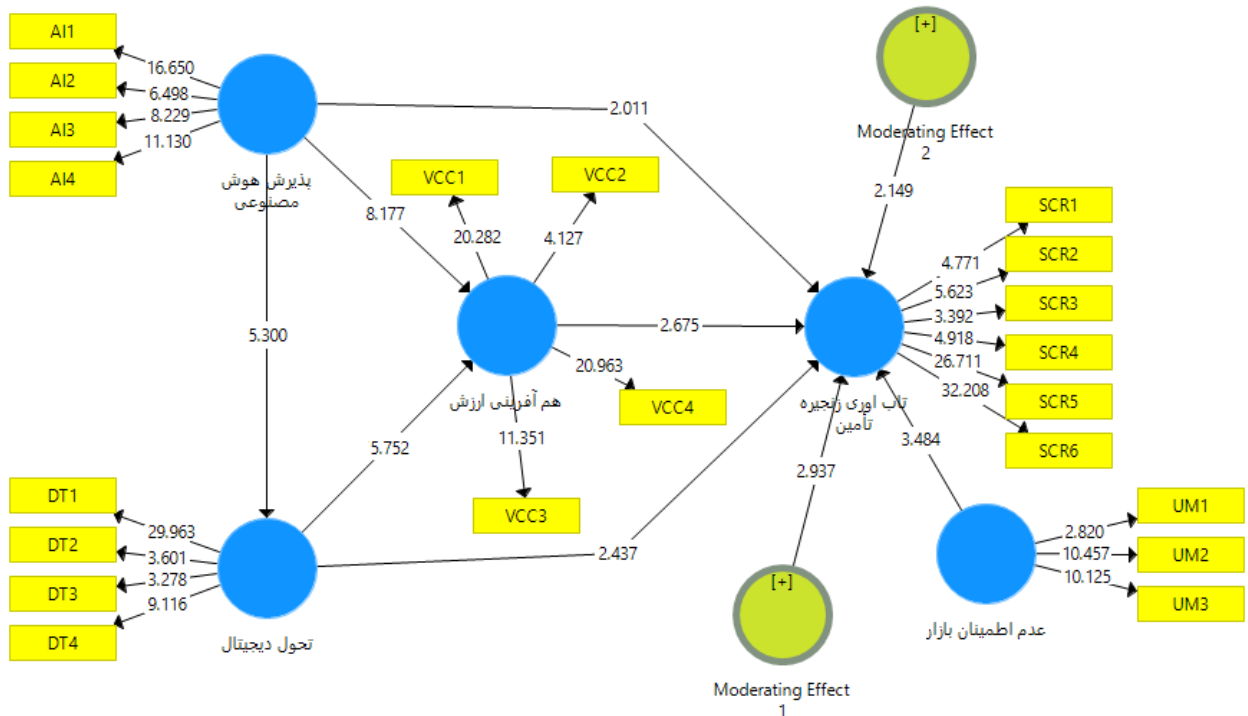 AI1
AI2
AI3
AI4
16.650
6.498
8.229
11.130
پذیرش هوش
مصنوعی
2.011
8.177
5.300
[+]
Moderating Effect
2
2.149
VCC1
VCC2
20.282
4.127
هم آفرینی ارزش
2.675
20.963
VCC4
11.351
VCC3
5.752
SCR1
SCR2
SCR3
SCR4
SCR5
SCR6
4.771
5.623
3.392
4.918
26.711
32.208
تاب اوری زنجیره
تأمین
3.484
2.937
2.437
DT1
DT2
DT3
DT4
29.963
3.601
3.278
9.116
تحول دیجیتال
[+]
Moderating Effect
1
عدم اطمینان بازار
2.820
10.457
10.125
UM1
UM2
UM3